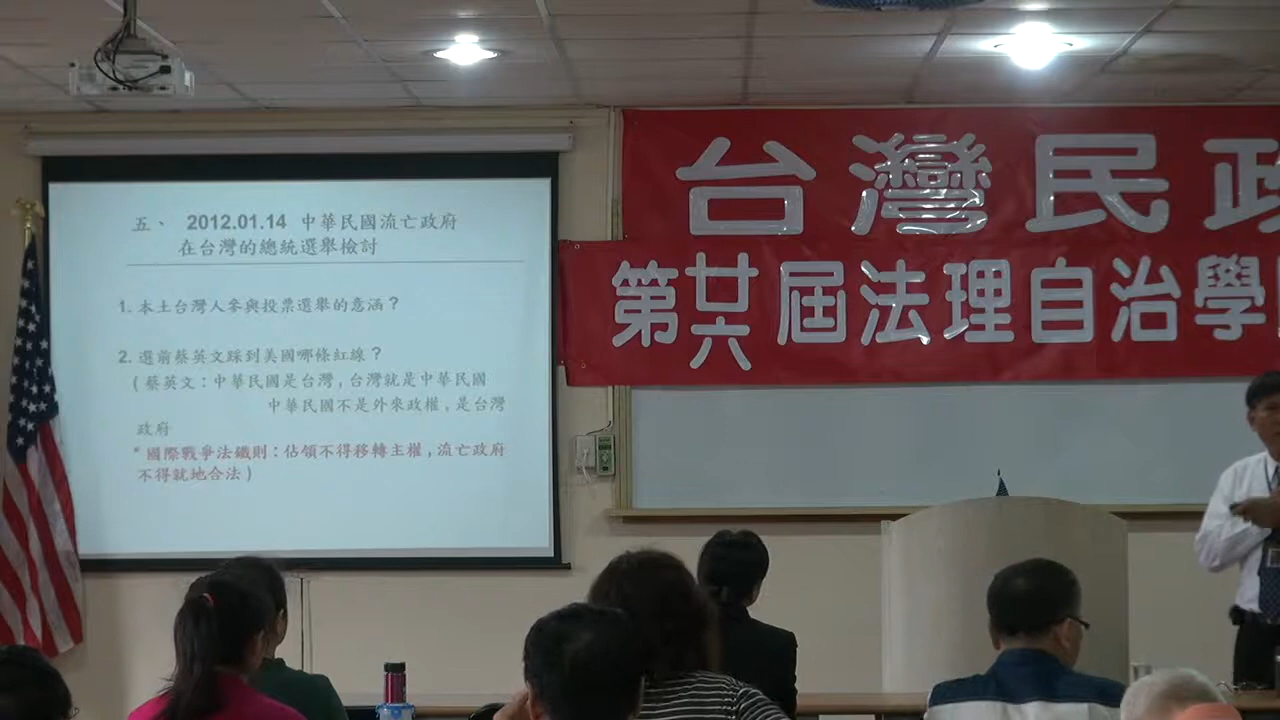 五、 2012.01.14 中華民國流亡政府
在台灣的總統選舉檢討
1. 本土台灣人參與投票選舉的意涵？
2. 選前蔡英文踩到美國哪條紅線？
(蔡英文：中華民國是台灣，台灣就是中華民國
中華民國不是外來政權，是台灣
政府
*國際戰爭法鐵則：佔領不得移轉主權，流亡政府
不得就地合法)
台灣民政
第廿六屆法理自治學